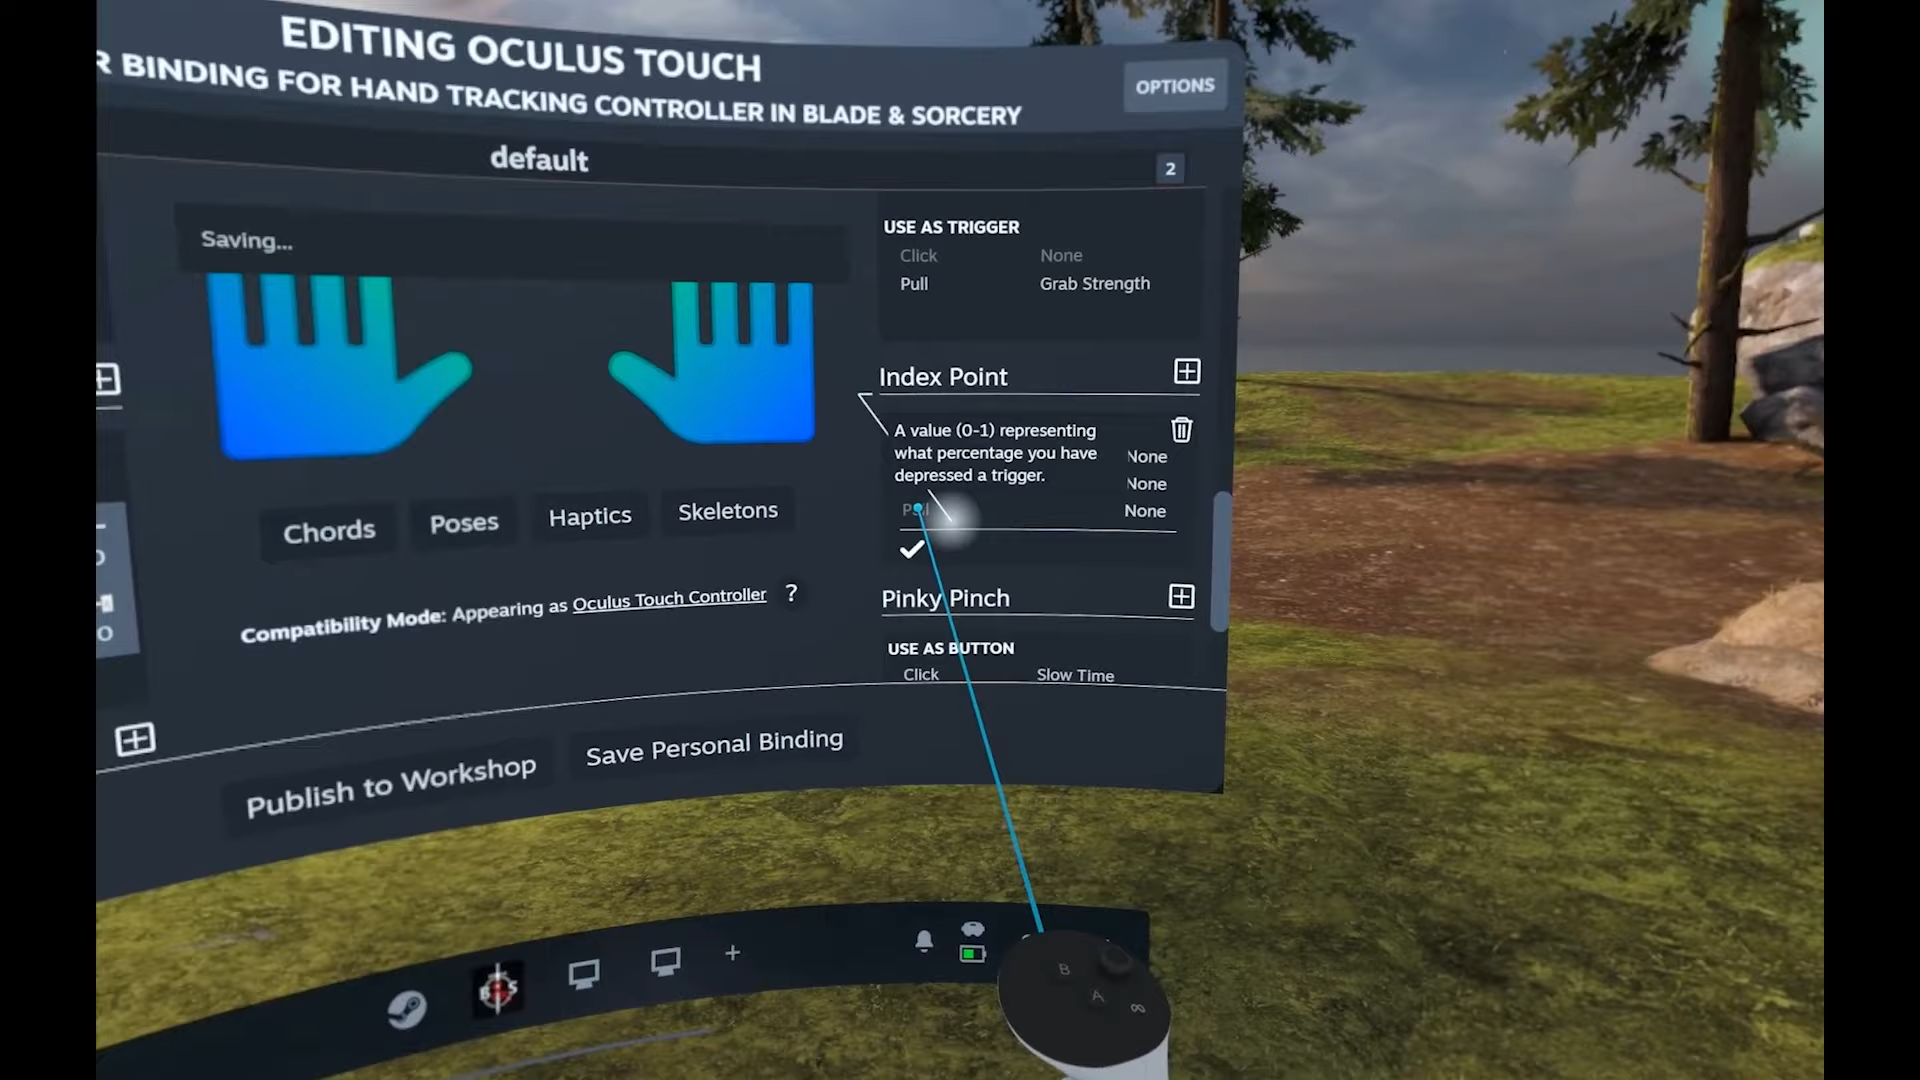 EDITING OCULUS TOUCH
R BINDING FOR HAND TRACKING CONTROLLER IN BLADE & SORCERY
OPTIONS
default
2
Saving...
USE AS TRIGGER
Click None
Pull Grab Strength
Index Point
A value (0-1) representing
what percentage you have
depressed a trigger.
None
None
Pull None
Pinky Pinch
USE AS BUTTON
Click Slow Time
Chords
Poses
Haptics
Skeletons
Compatibility Mode: Appearing as Oculus Touch Controller ?
Publish to Workshop
Save Personal Binding
B
A